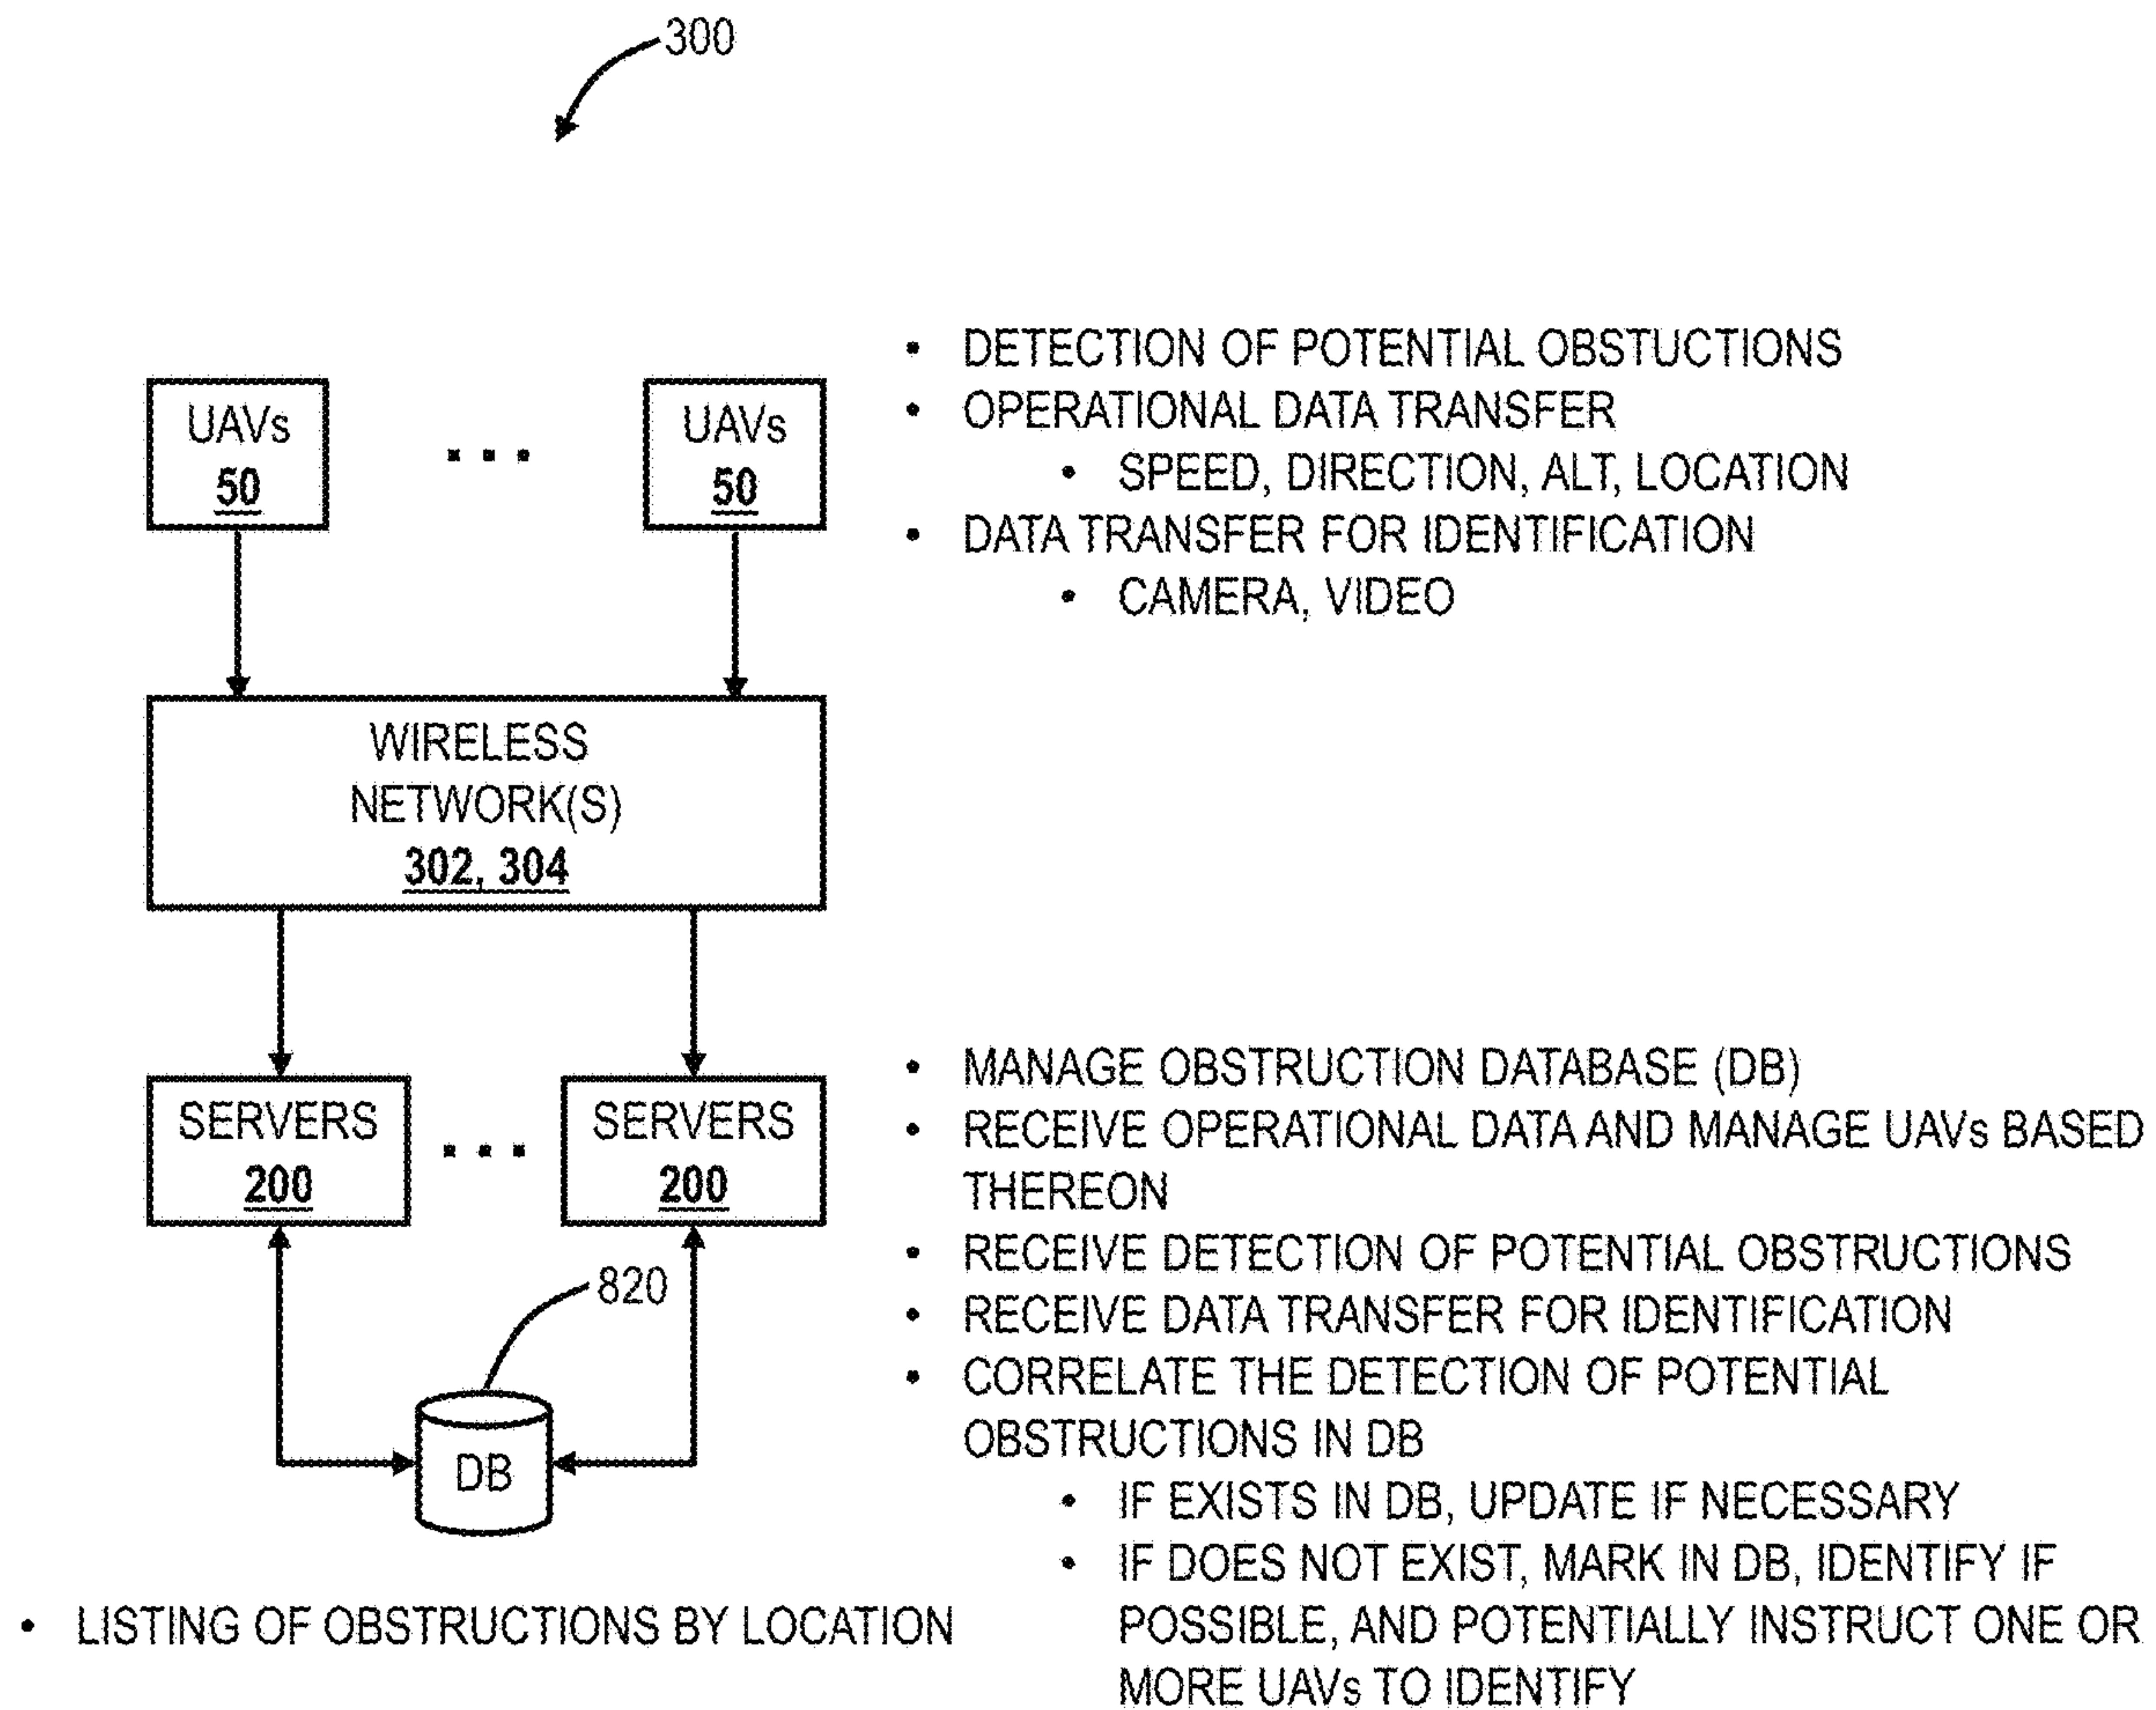 300
UAVs
50
. . .
UAVs
50
• DETECTION OF POTENTIAL OBSTUCTIONS
• OPERATIONAL DATA TRANSFER
• SPEED, DIRECTION, ALT, LOCATION
• DATA TRANSFER FOR IDENTIFICATION
• CAMERA, VIDEO
WIRELESS
NETWORK(S)
302, 304
SERVERS
200
. . .
SERVERS
200
820
DB
• LISTING OF OBSTRUCTIONS BY LOCATION
• MANAGE OBSTRUCTION DATABASE (DB)
• RECEIVE OPERATIONAL DATA AND MANAGE UAVs BASED
THEREON
• RECEIVE DETECTION OF POTENTIAL OBSTRUCTIONS
• RECEIVE DATA TRANSFER FOR IDENTIFICATION
• CORRELATE THE DETECTION OF POTENTIAL
OBSTRUCTIONS IN DB
• IF EXISTS IN DB, UPDATE IF NECESSARY
• IF DOES NOT EXIST, MARK IN DB, IDENTIFY IF
POSSIBLE, AND POTENTIALLY INSTRUCT ONE OR
MORE UAVs TO IDENTIFY